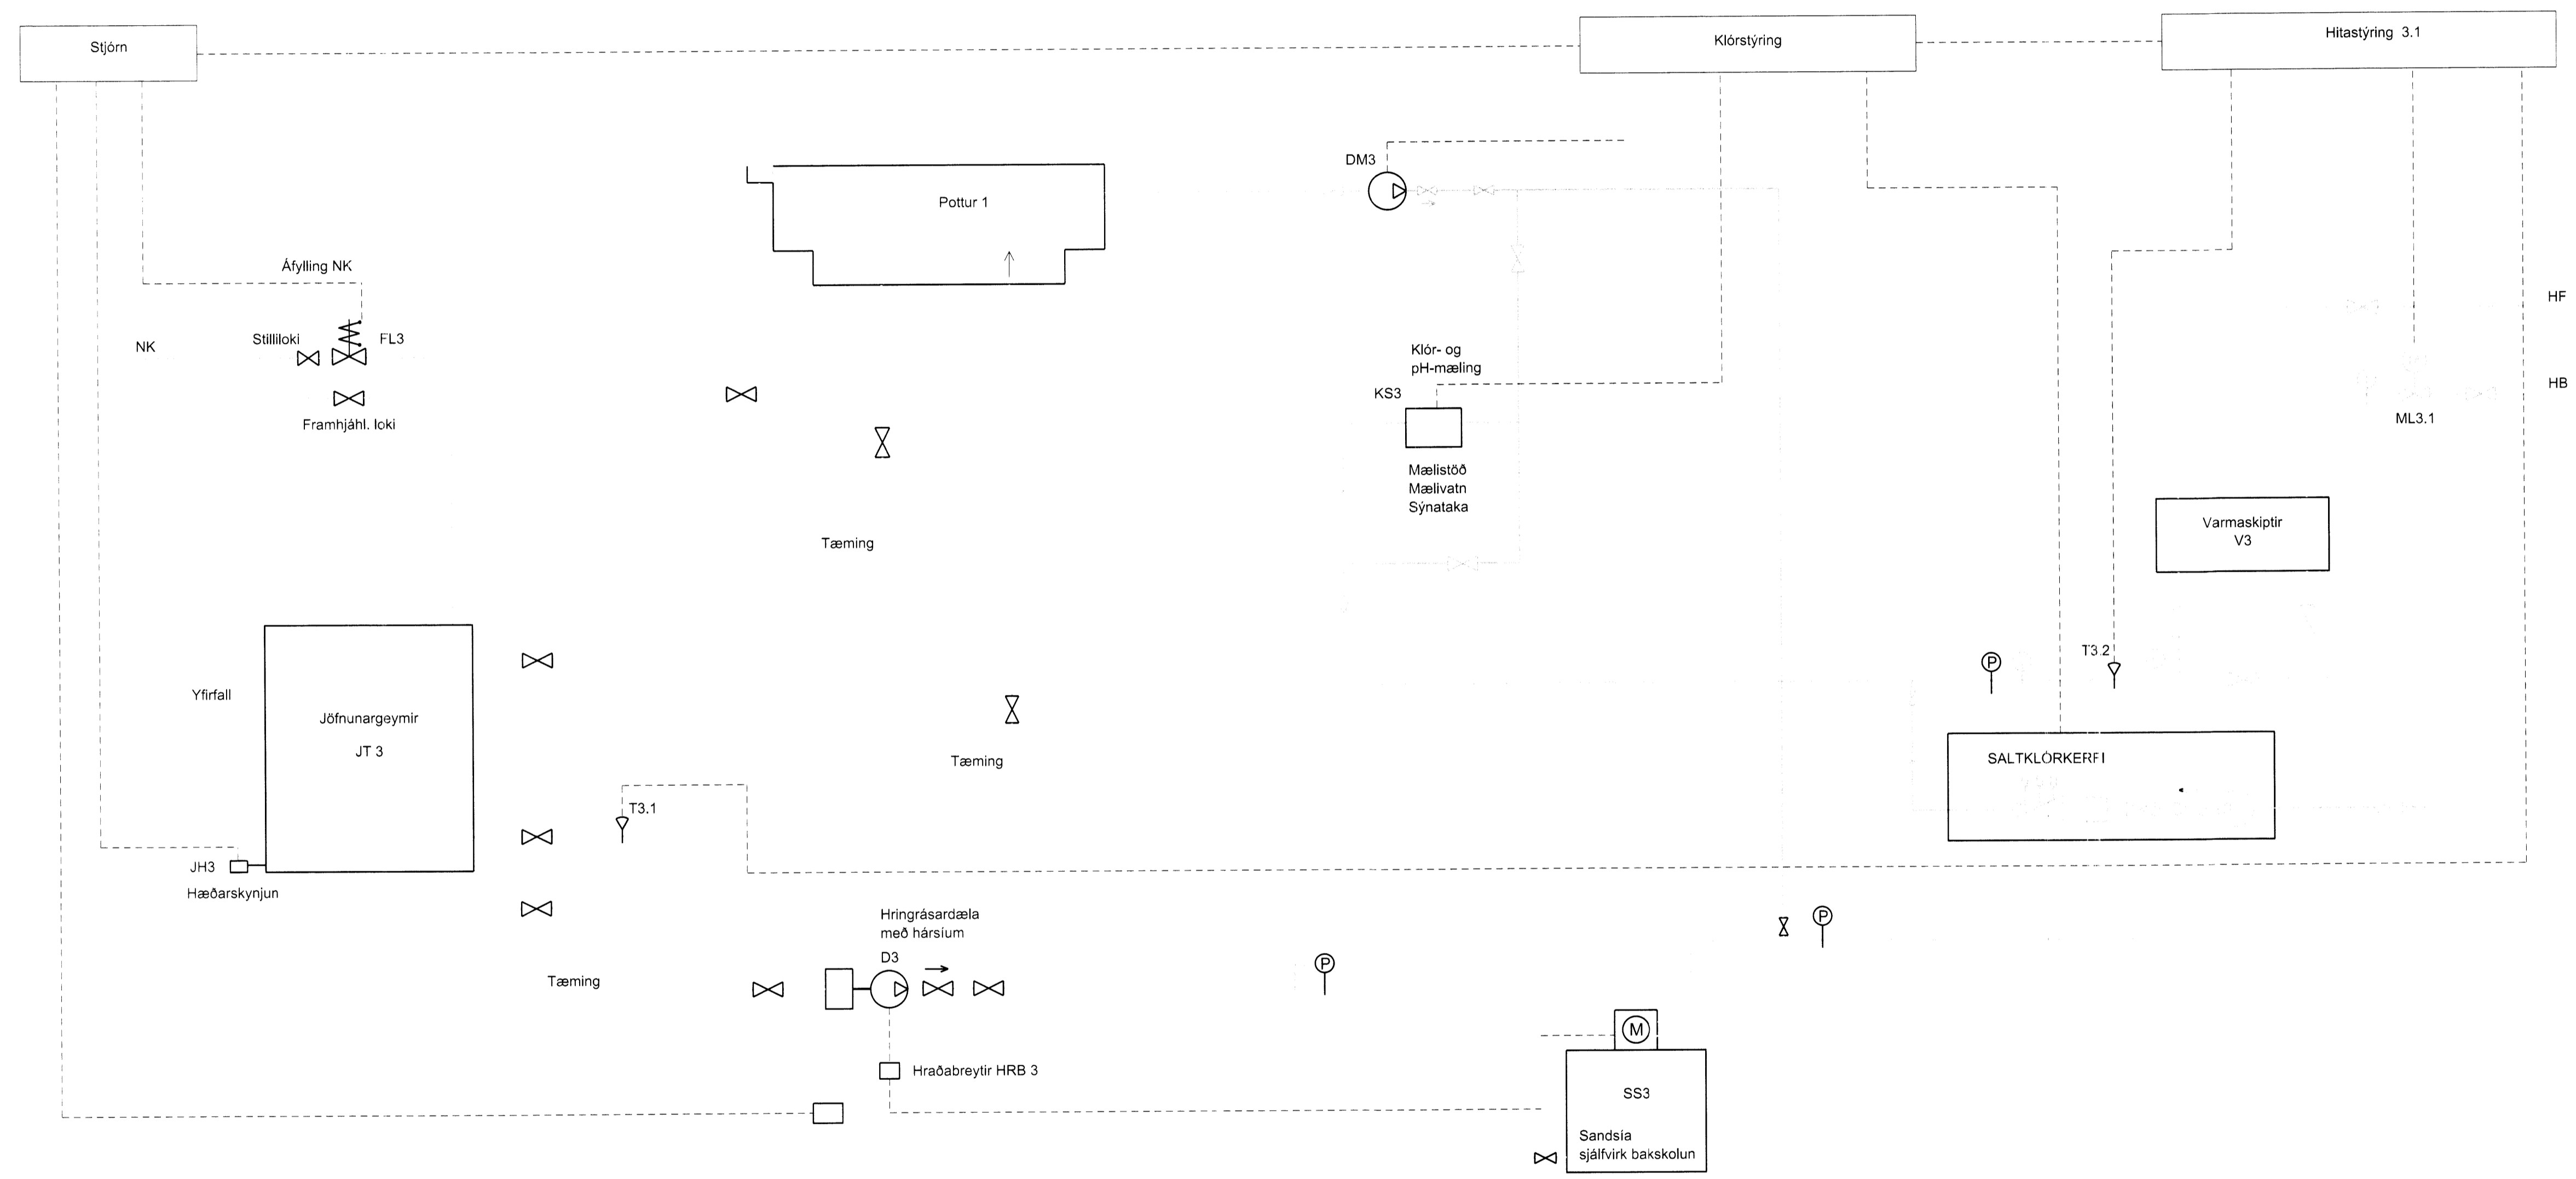 Stjórn
Klórstýring
Hitastýring 3.1
DM3
Pottur 1
Áfylling NK
HF
Stilliloki
FL3
NK
Klór- og
pH-mæling
HB
KS3
ML3.1
Framhjáhl. loki
Mælistöð
Mælivatn
Sýnataka
Varmaskiptir
V3
Tæming
P
T3.2
Yfirfall
Jöfnunargeymir
JT 3
Tæming
SALTKLÓRKERFI
T3.1
JH3
Hæðarskynjun
Hringrásardæla
með hársíum
D3
P
P
Tæming
M
Hraðabreytir HRB 3
SS3
Sandsía
sjálfvirk bakskolun